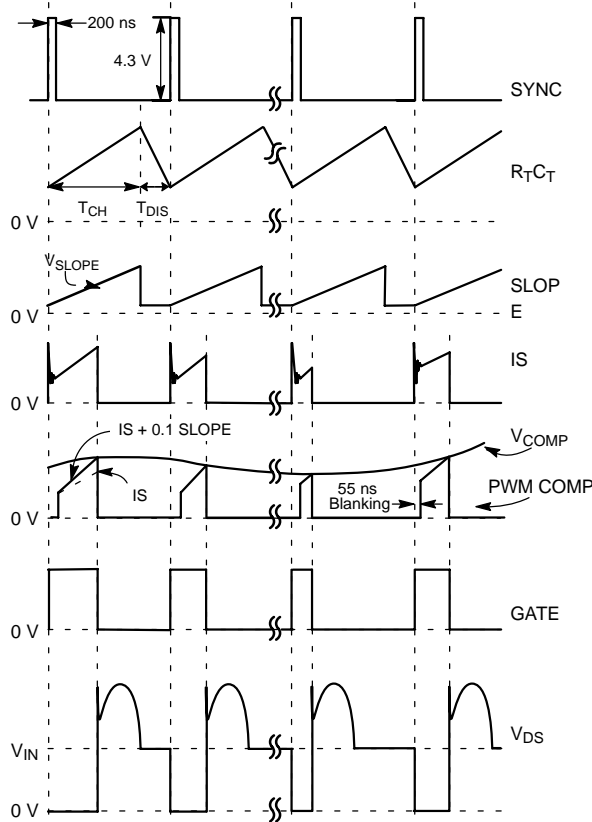 200 ns
4.3 V
SYNC
RTCT
TCH
TDIS
0 V
VSLOPE
SLOP
E
0 V
IS
0 V
IS + 0.1 SLOPE
VCOMP
IS
55 ns
Blanking
PWM COMP
0 V
GATE
0 V
VDS
VIN
0 V